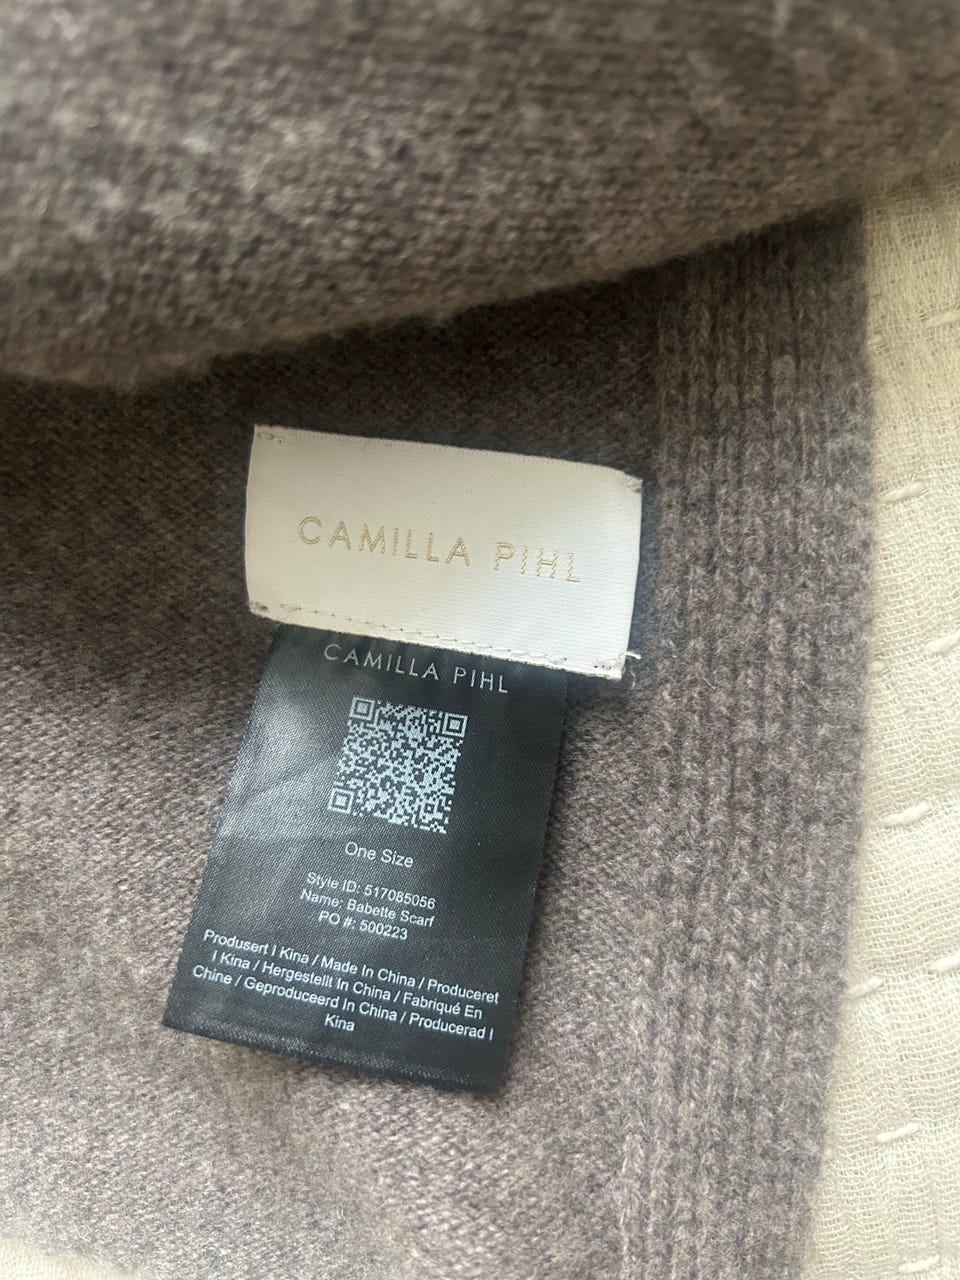 CAMILLA PIHL
CAMILLA PIHL
One Size
Style ID: 517085056
Name; Babette Scarf
PO #: 500223
Produsert I Kina / Made In China / Produceret
I Kina / Hergestellt In China / Fabriqué En
Chine / Geproduceerd In China / Producerad I
Kina